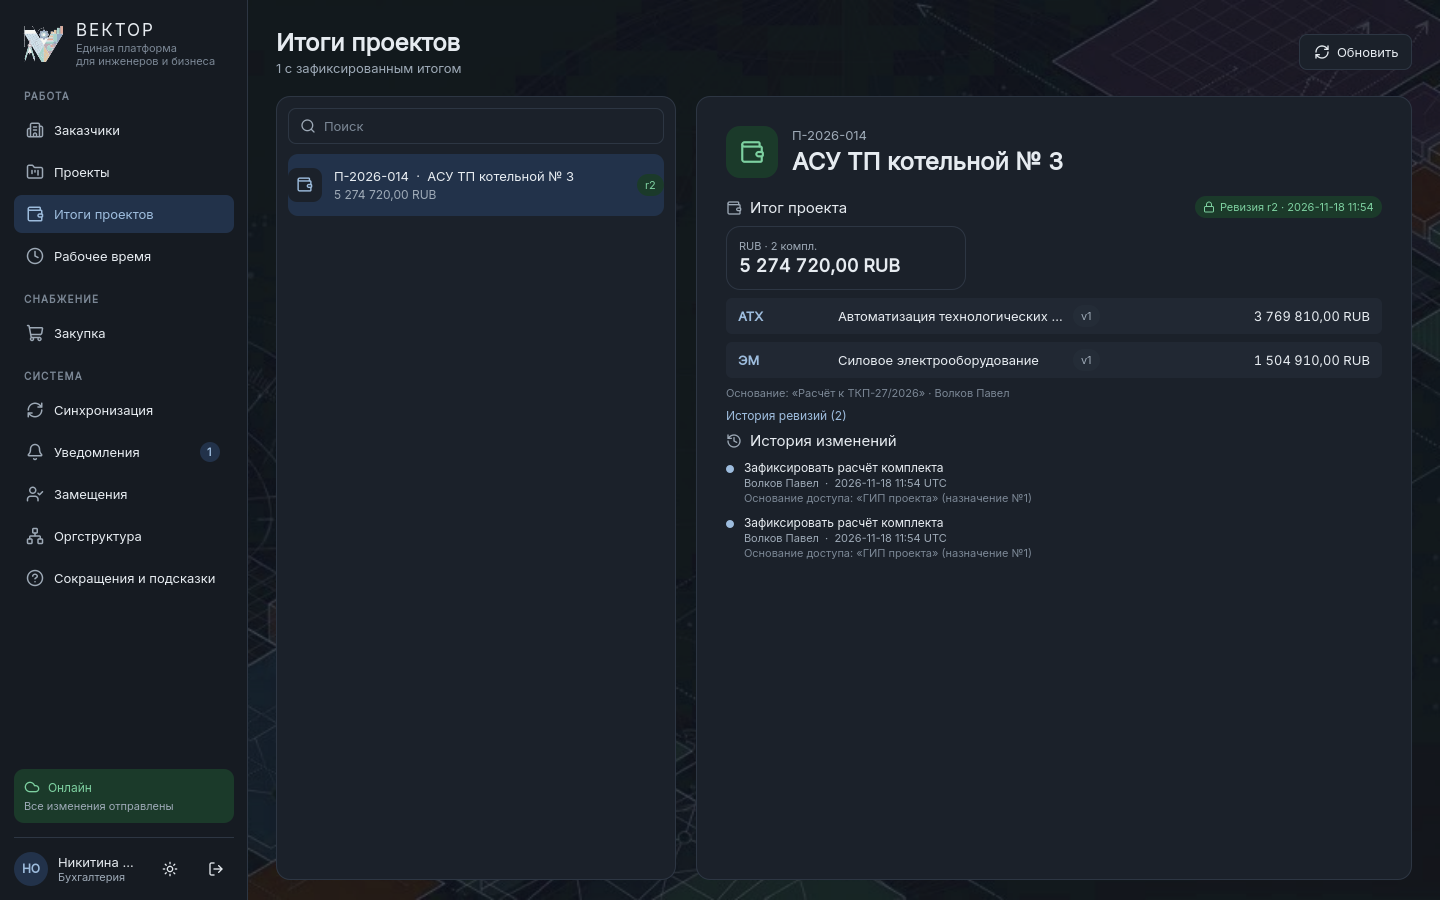 ВЕКТОР
Единая платформа
для инженеров и бизнеса
РАБОТА
Заказчики
Проекты
Итоги проектов
Рабочее время
СНАБЖЕНИЕ
Закупка
СИСТЕМА
Синхронизация
Уведомления 1
Замещения
Оргструктура
Сокращения и подсказки
Онлайн
Все изменения отправлены
НО
Никитина ...
Бухгалтерия
Итоги проектов
1 с зафиксированным итогом
Обновить
Поиск
П-2026-014 · АСУ ТП котельной № 3
5 274 720,00 RUB
r2
П-2026-014
АСУ ТП котельной № 3
Итог проекта
Ревизия r2 · 2026-11-18 11:54
RUB · 2 компл.
5 274 720,00 RUB
АТХ Автоматизация технологических ... v1 3 769 810,00 RUB
ЭМ Силовое электрооборудование v1 1 504 910,00 RUB
Основание: «Расчёт к ТКП-27/2026» · Волков Павел
История ревизий (2)
История изменений
Зафиксировать расчёт комплекта
Волков Павел · 2026-11-18 11:54 UTC
Основание доступа: «ГИП проекта» (назначение №1)
Зафиксировать расчёт комплекта
Волков Павел · 2026-11-18 11:54 UTC
Основание доступа: «ГИП проекта» (назначение №1)